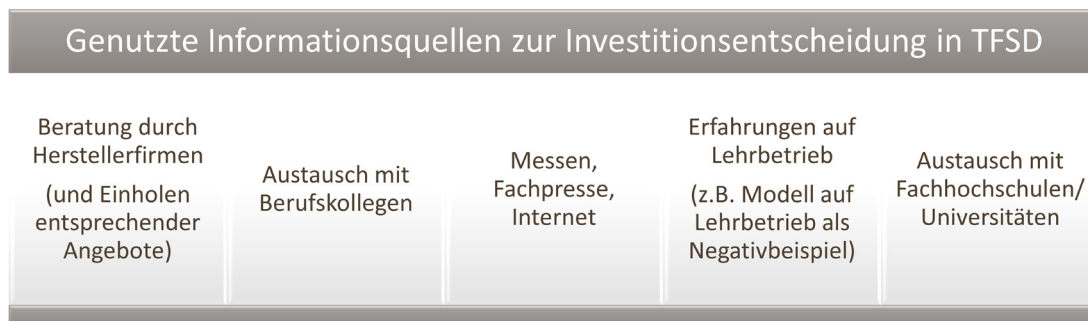 Genutzte Informationsquellen zur Investitionsentscheidung in TFSD
Beratung durch
Herstellerfirmen
(und Einholen
entsprechender
Angebote)
Austausch mit
Berufskollegen
Messen,
Fachpresse,
Internet
Erfahrungen auf
Lehrbetrieb
(z.B. Modell auf
Lehrbetrieb als
Negativbeispiel)
Austausch mit
Fachhochschulen/
Universitäten